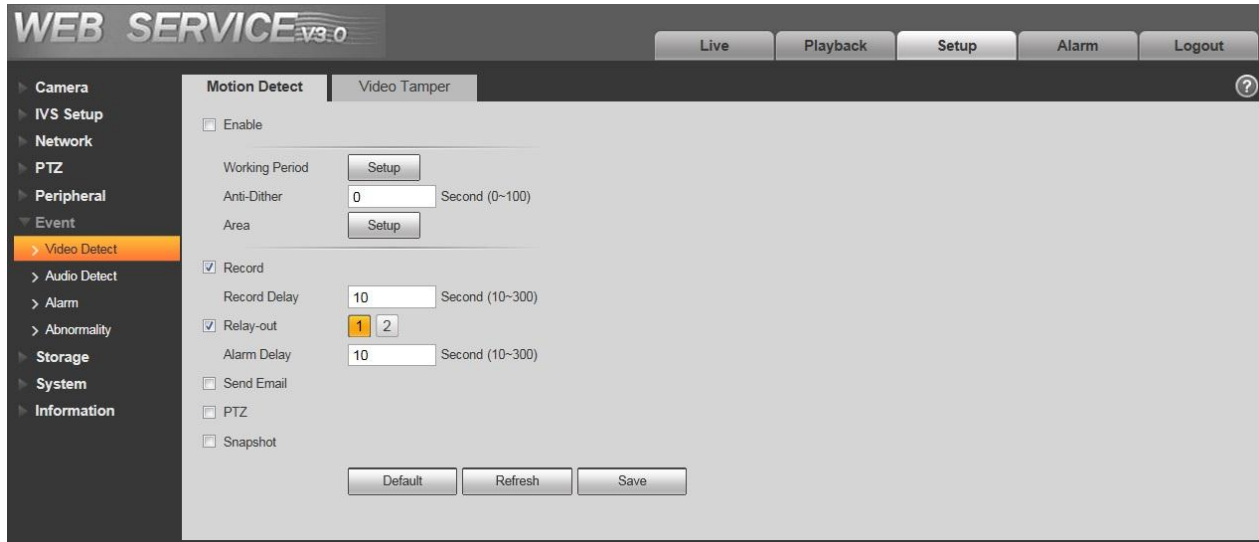 WEB SERVICE V3.0
Live
Playback
Setup
Alarm
Logout
Camera
IVS Setup
Network
PTZ
Peripheral
Event
> Video Detect
> Audio Detect
> Alarm
> Abnormality
Storage
System
Information
Motion Detect
Video Tamper
?
Enable
Working Period Setup
Anti-Dither 0 Second (0~100)
Area Setup
Record
Record Delay 10 Second (10~300)
Relay-out 1 2
Alarm Delay 10 Second (10~300)
Send Email
PTZ
Snapshot
Default Refresh Save